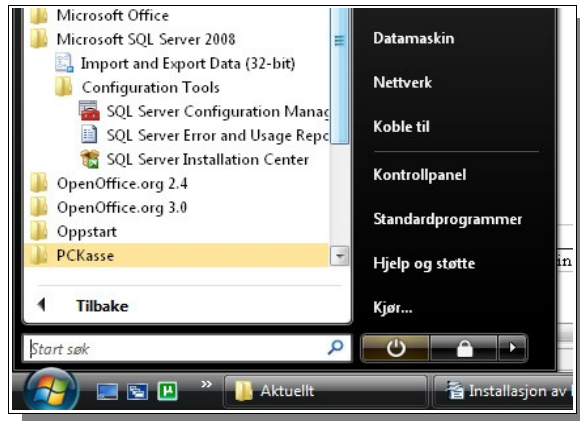 Microsoft Office
Microsoft SQL Server 2008
Import and Export Data (32-bit)
Configuration Tools
SQL Server Configuration Manag
SQL Server Error and Usage Repc
SQL Server Installation Center
OpenOffice.org 2.4
OpenOffice.org 3.0
Oppstart
PCKasse
Tilbake
Start søk
Datamaskin
Nettverk
Koble til
Kontrollpanel
Standardprogrammer
Hjelp og støtte
Kjør...
in
»
Aktuellt
Installasjon av